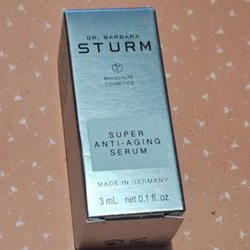 DR. BARBARA
STURM
MOLECULAR
COSMETICS
SUPER
ANTI-AGING
SERUM
MADE IN GERMANY
3 mL net 0.1 fl. oz.